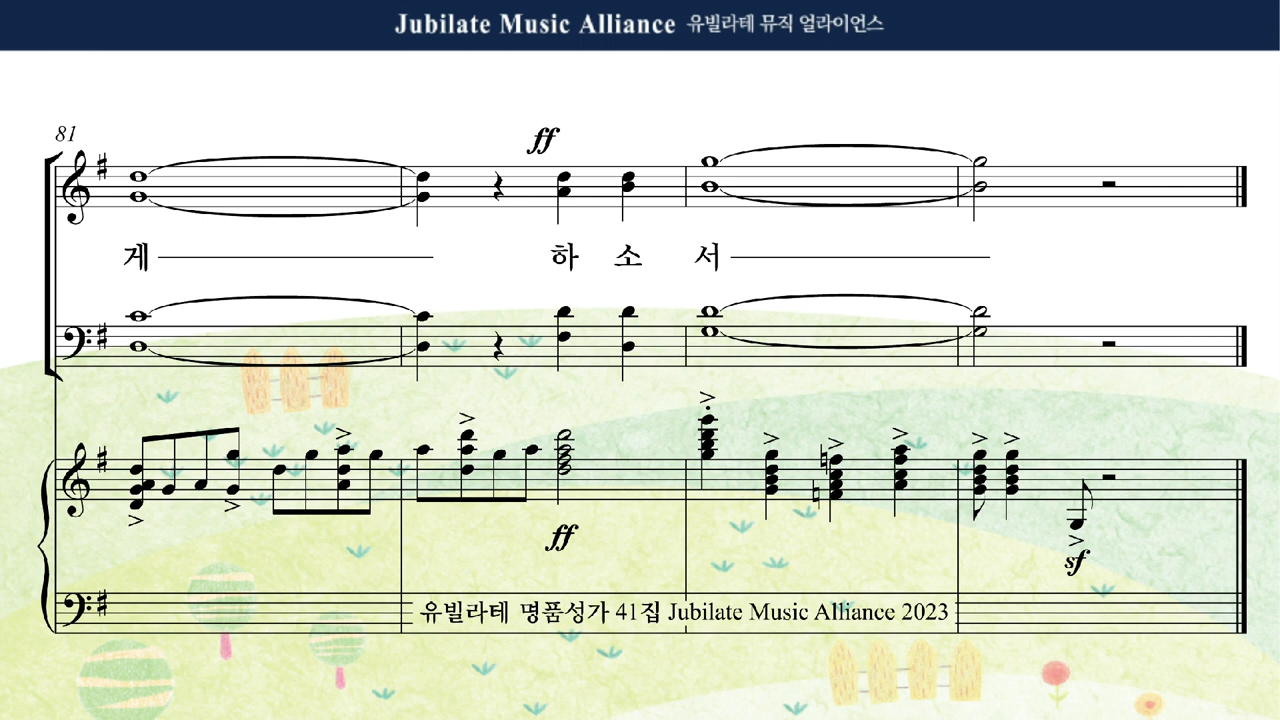 Jubilate Music Alliance 유빌라테 뮤직 얼라이언스
81
ff
게 하 소 서
ff
sf
유빌라테 명품성가 41집 Jubilate Music Alliance 2023